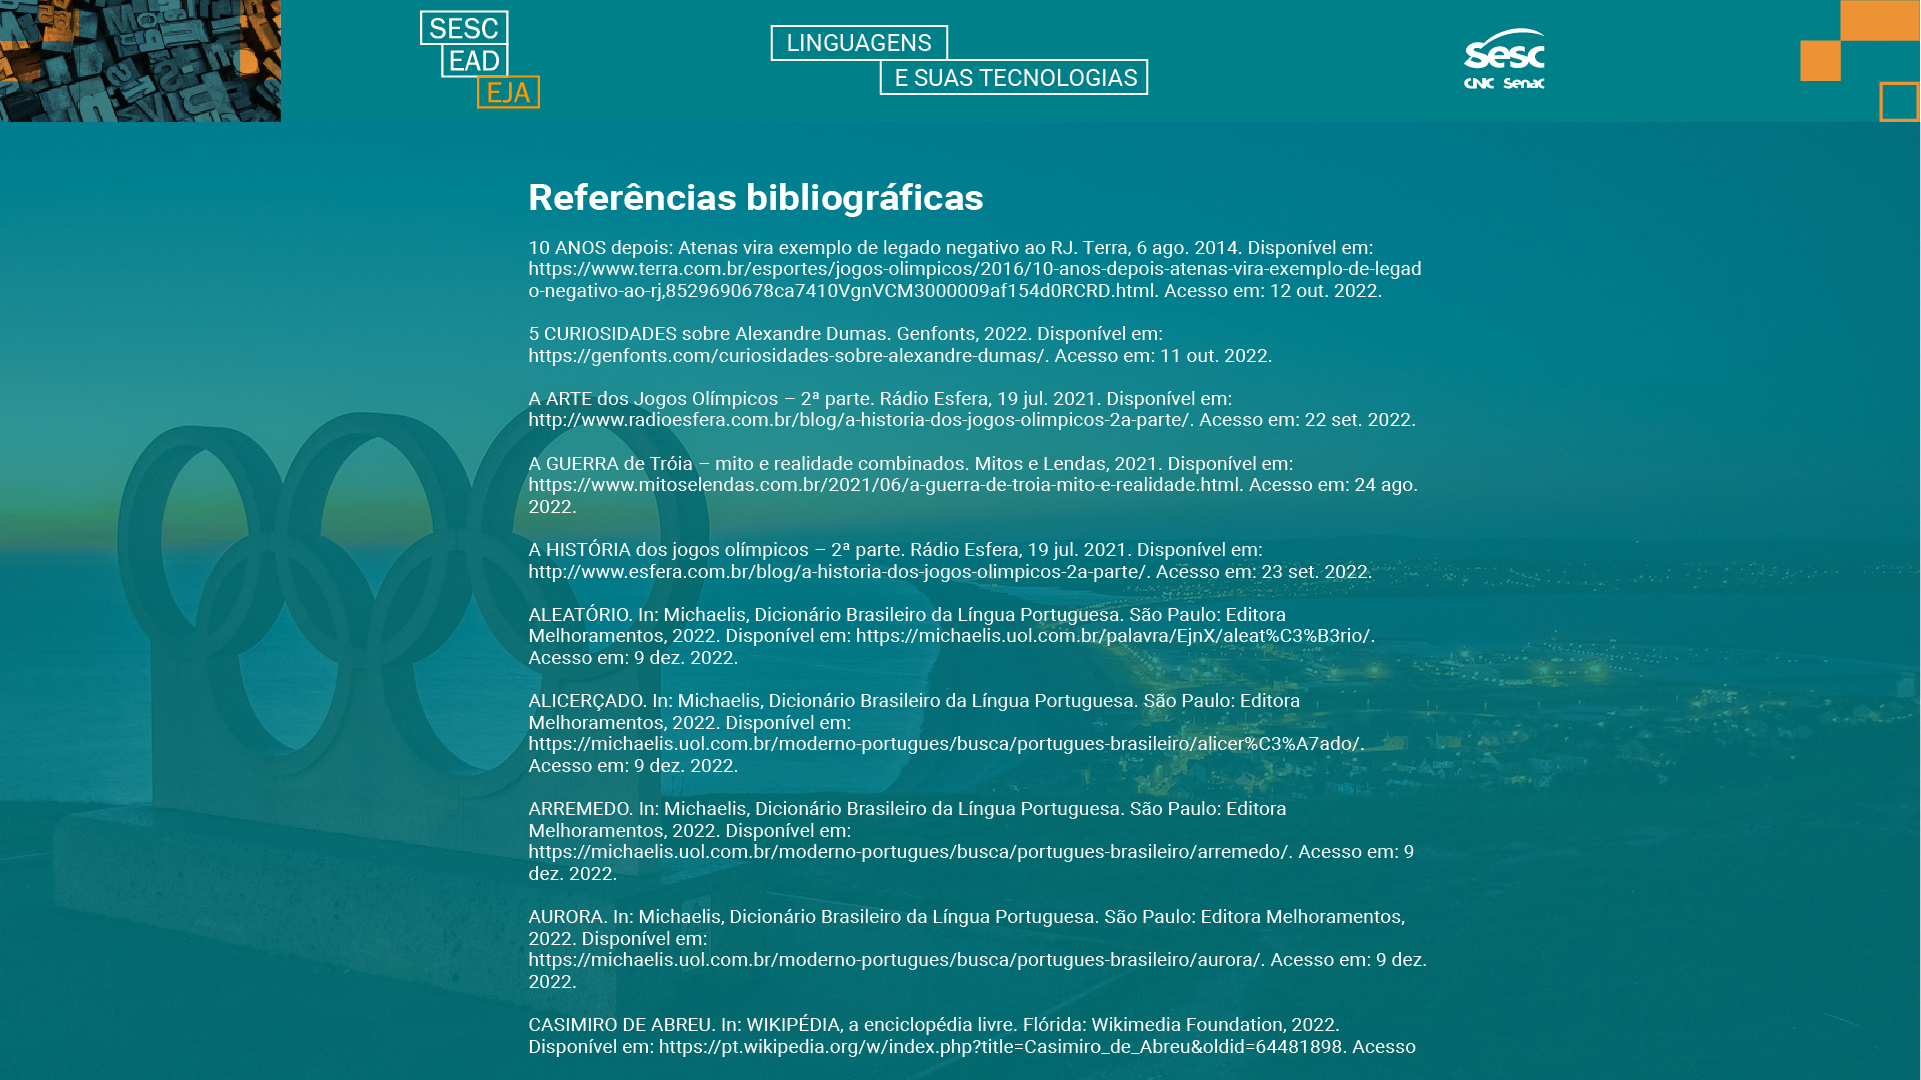 SESC
EAD
EJA
LINGUAGENS
E SUAS TECNOLOGIAS
Sesc
CNC Senac
Referências bibliográficas
10 ANOS depois: Atenas vira exemplo de legado negativo ao RJ. Terra, 6 ago. 2014. Disponível em:
https://www.terra.com.br/esportes/jogos-olimpicos/2016/10-anos-depois-atenas-vira-exemplo-de-legad
o-negativo-ao-rj,8529690678ca7410VgnVCM3000009af154d0RCRD.html. Acesso em: 12 out. 2022.
5 CURIOSIDADES sobre Alexandre Dumas. Genfonts, 2022. Disponível em:
https://genfonts.com/curiosidades-sobre-alexandre-dumas/. Acesso em: 11 out. 2022.
A ARTE dos Jogos Olímpicos – 2ª parte. Rádio Esfera, 19 jul. 2021. Disponível em:
http://www.radioesfera.com.br/blog/a-historia-dos-jogos-olimpicos-2a-parte/. Acesso em: 22 set. 2022.
A GUERRA de Tróia – mito e realidade combinados. Mitos e Lendas, 2021. Disponível em:
https://www.mitoselendas.com.br/2021/06/a-guerra-de-troia-mito-e-realidade.html. Acesso em: 24 ago.
2022.
A HISTÓRIA dos jogos olímpicos – 2ª parte. Rádio Esfera, 19 jul. 2021. Disponível em:
http://www.esfera.com.br/blog/a-historia-dos-jogos-olimpicos-2a-parte/. Acesso em: 23 set. 2022.
ALEATÓRIO. In: Michaelis, Dicionário Brasileiro da Língua Portuguesa. São Paulo: Editora
Melhoramentos, 2022. Disponível em: https://michaelis.uol.com.br/palavra/EjnX/aleat%C3%B3rio/.
Acesso em: 9 dez. 2022.
ALICERÇADO. In: Michaelis, Dicionário Brasileiro da Língua Portuguesa. São Paulo: Editora
Melhoramentos, 2022. Disponível em:
https://michaelis.uol.com.br/moderno-portugues/busca/portugues-brasileiro/alicer%C3%A7ado/.
Acesso em: 9 dez. 2022.
ARREMEDO. In: Michaelis, Dicionário Brasileiro da Língua Portuguesa. São Paulo: Editora
Melhoramentos, 2022. Disponível em:
https://michaelis.uol.com.br/moderno-portugues/busca/portugues-brasileiro/arremedo/. Acesso em: 9
dez. 2022.
AURORA. In: Michaelis, Dicionário Brasileiro da Língua Portuguesa. São Paulo: Editora Melhoramentos,
2022. Disponível em:
https://michaelis.uol.com.br/moderno-portugues/busca/portugues-brasileiro/aurora/. Acesso em: 9 dez.
2022.
CASIMIRO DE ABREU. In: WIKIPÉDIA, a enciclopédia livre. Flórida: Wikimedia Foundation, 2022.
Disponível em: https://pt.wikipedia.org/w/index.php?title=Casimiro_de_Abreu&oldid=64481898. Acesso